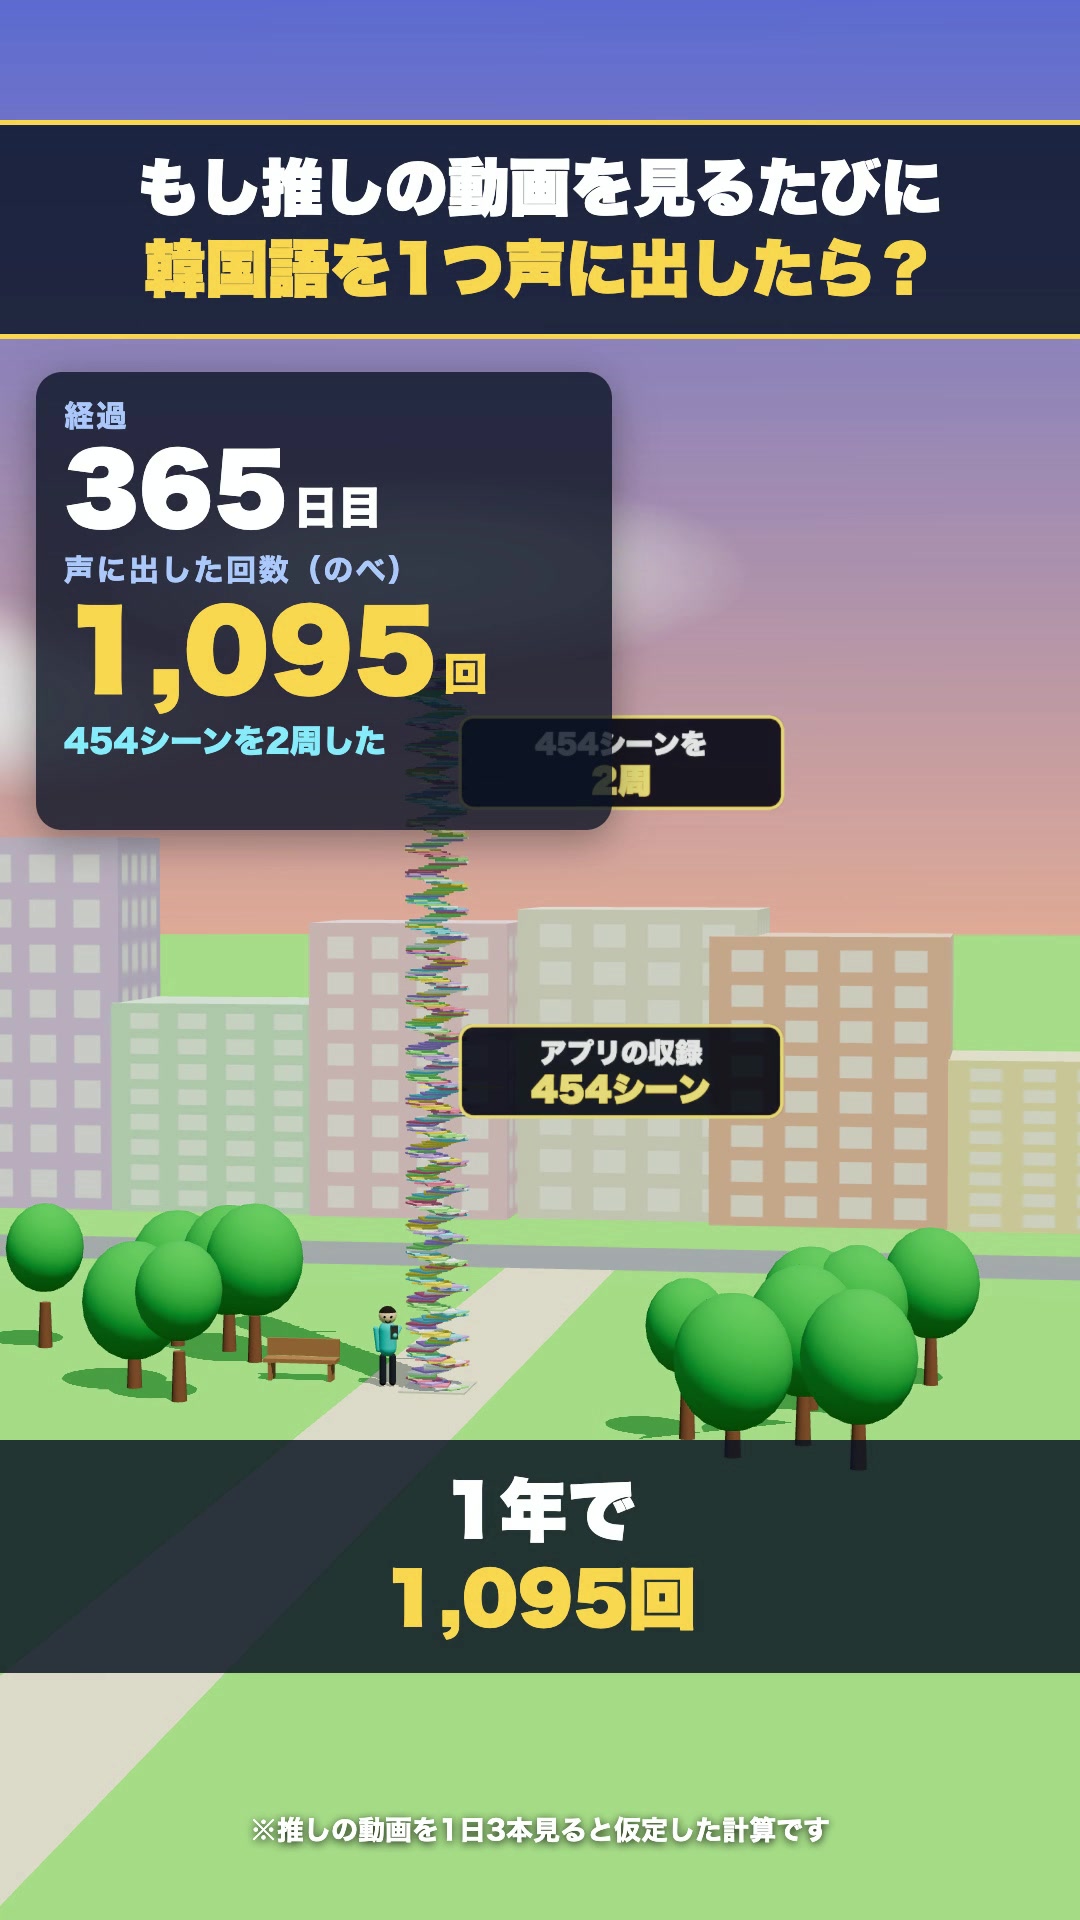 もし推しの動画を見るたびに
韓国語を1つ声に出したら？
経過
365日目
声に出した回数（のべ）
1,095回
454シーンを2周した
454シーンを
2周
アプリの収録
454シーン
1年で
1,095回
※推しの動画を1日3本見ると仮定した計算です